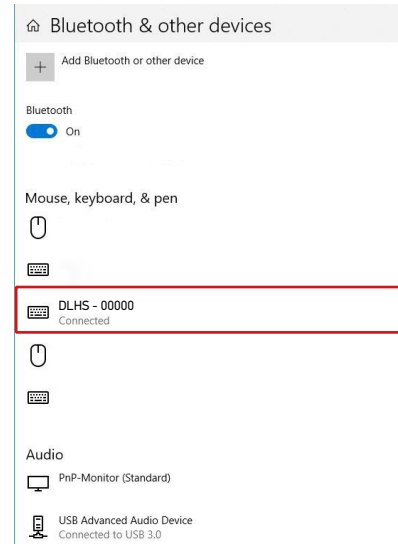 Bluetooth & other devices
Add Bluetooth or other device
Bluetooth
On
Mouse, keyboard, & pen
DLHS - 00000
Connected
Audio
PnP-Monitor (Standard)
USB Advanced Audio Device
Connected to USB 3.0